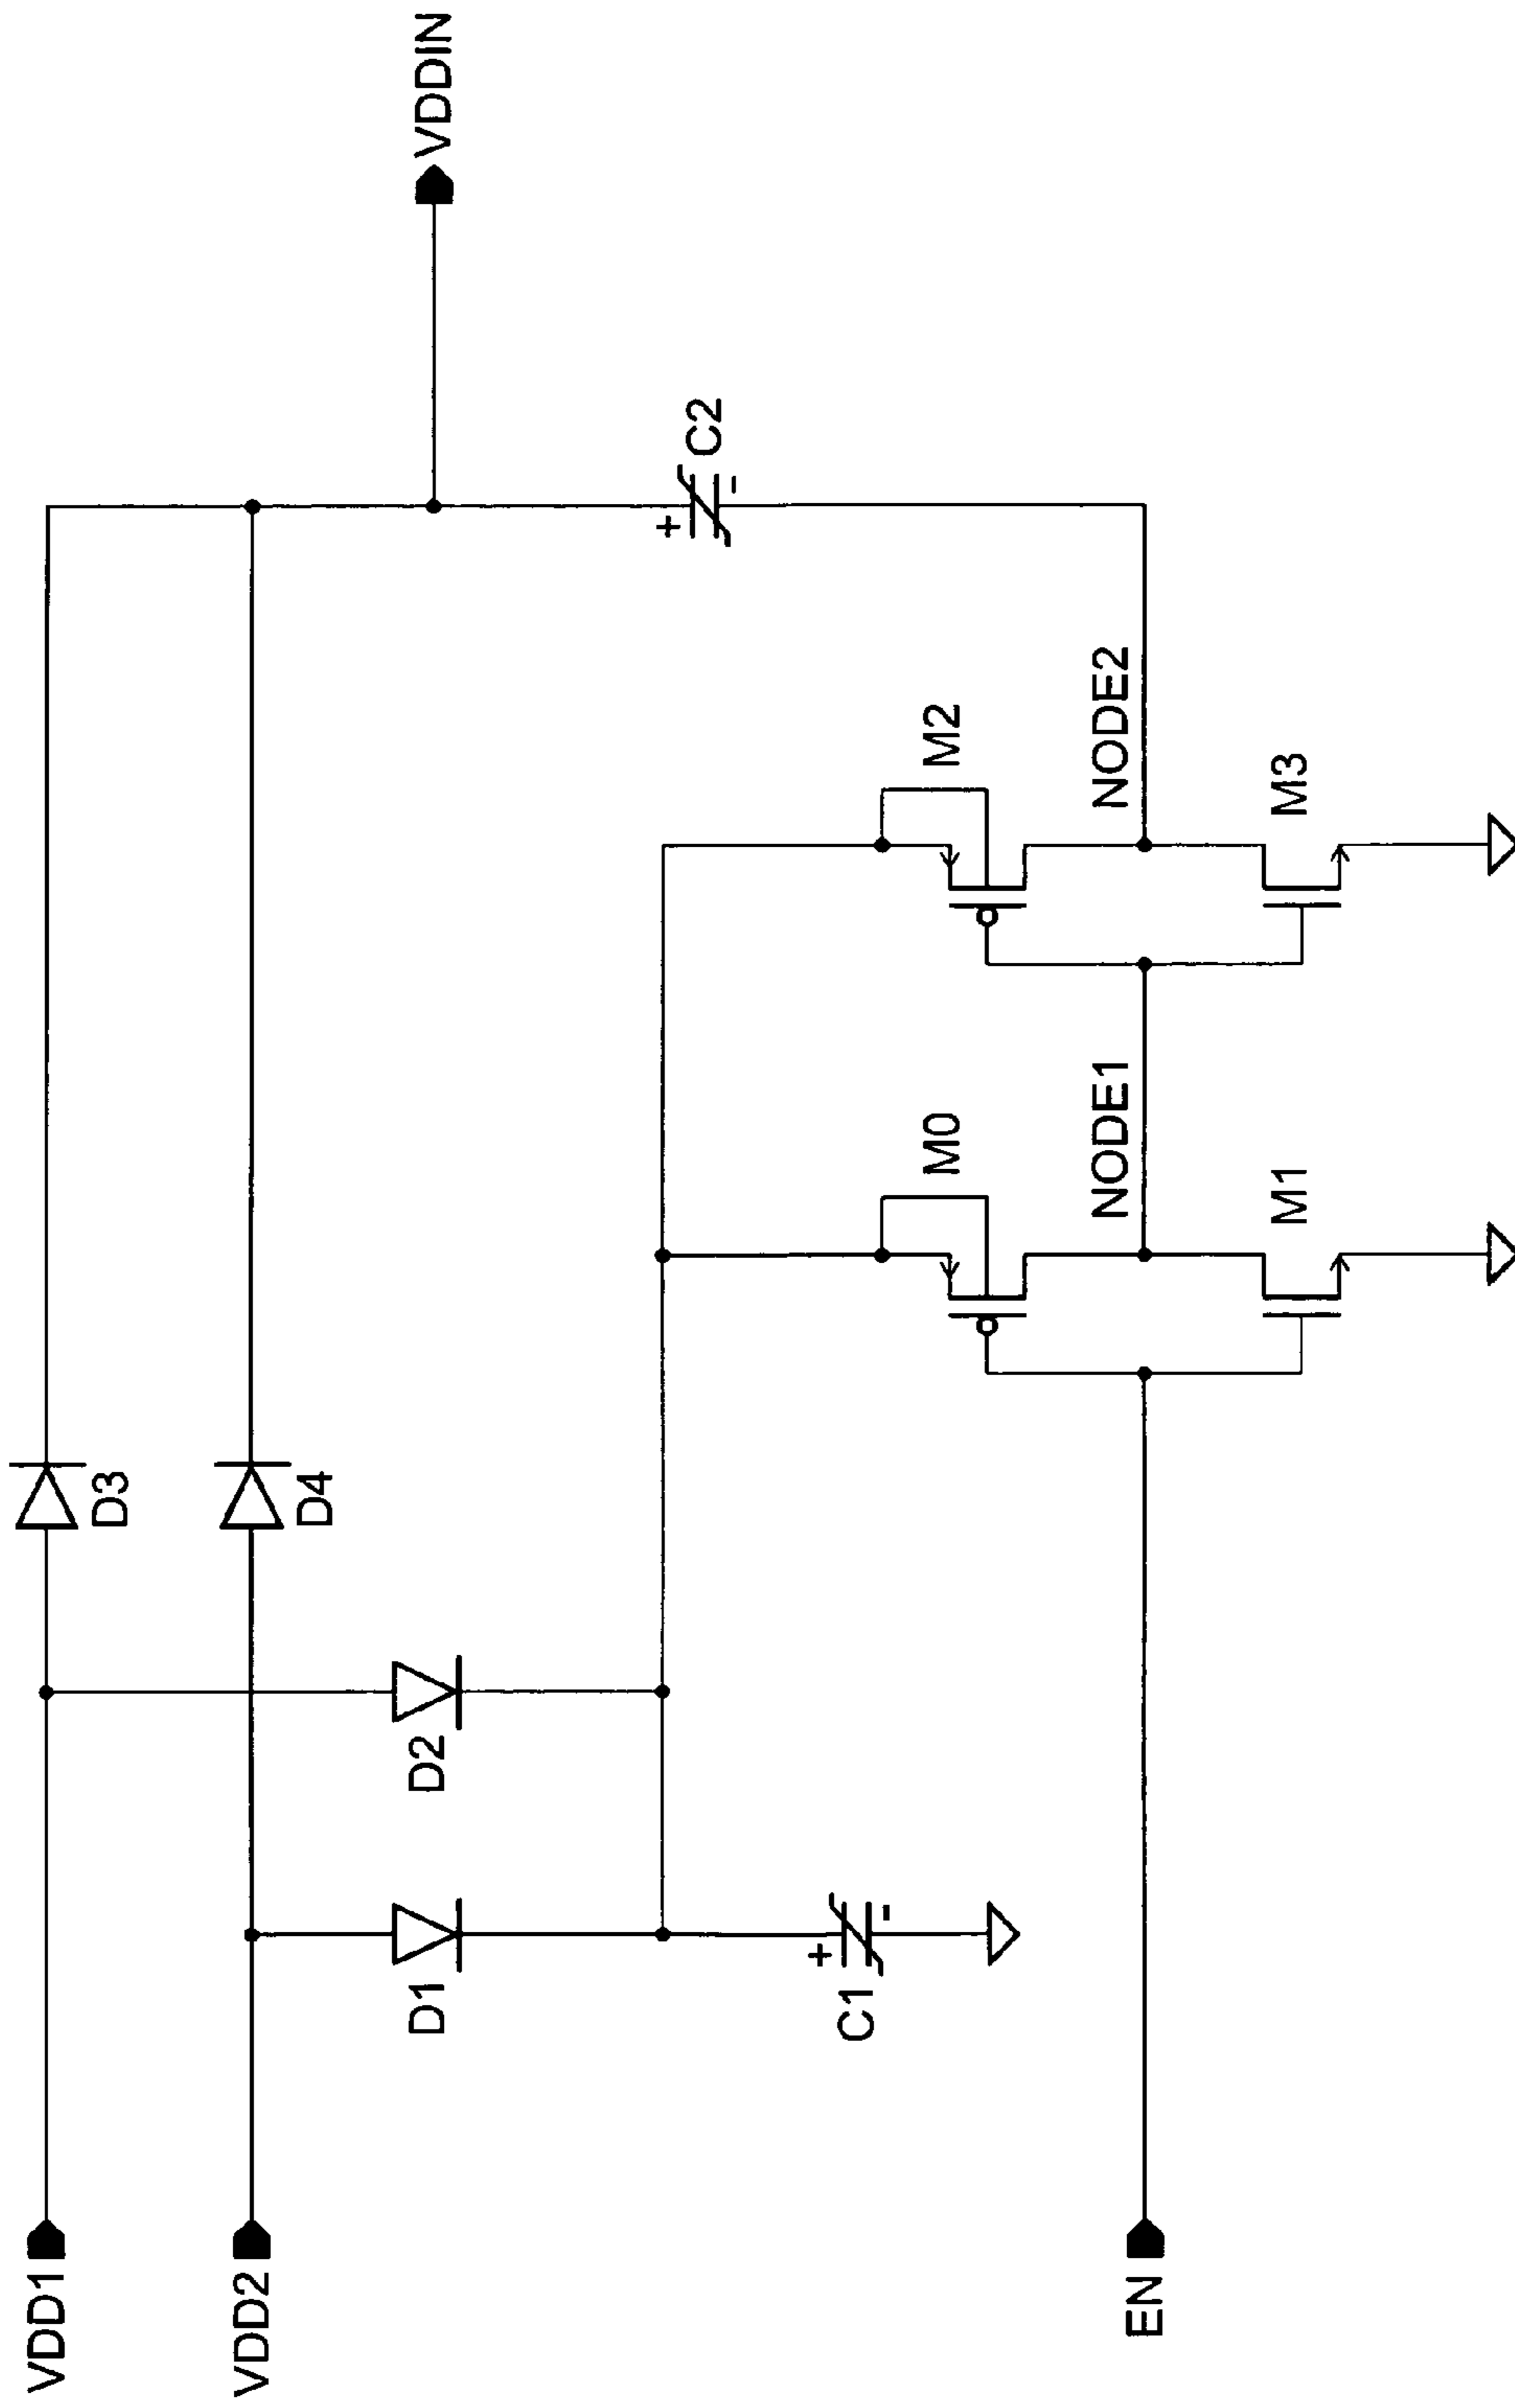 VDD1
VDD2
D3
D4
D2
D1
VDDIN
C2
+
-
C1
+
-
M0
M2
NODE1
NODE2
M1
M3
EN